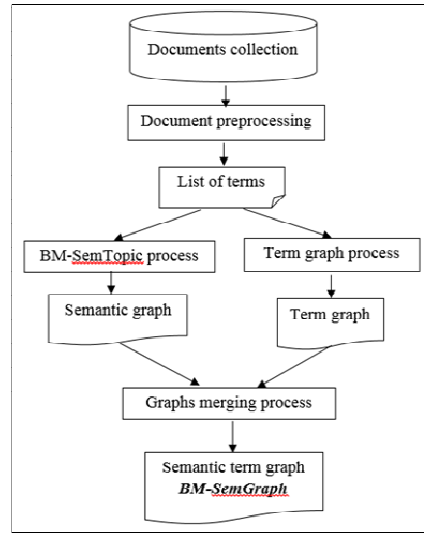 Documents collection
Document preprocessing
List of terms
BM-SemTopic process
Term graph process
Semantic graph
Term graph
Graphs merging process
Semantic term graph
BM-SemGraph